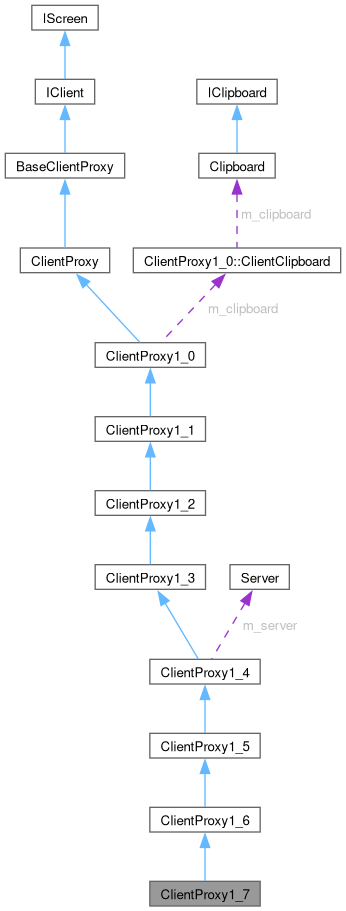 IScreen
IClient
IClipboard
BaseClientProxy
Clipboard
m_clipboard
ClientProxy
ClientProxy1_0::ClientClipboard
m_clipboard
ClientProxy1_0
ClientProxy1_1
ClientProxy1_2
ClientProxy1_3
Server
m_server
ClientProxy1_4
ClientProxy1_5
ClientProxy1_6
ClientProxy1_7